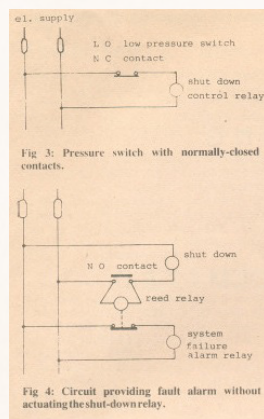 el. supply
L O low pressure switch
N C contact
shut down
control relay
Fig 3: Pressure switch with normally-closed
contacts.
shut down
N O contact
reed relay
system
failure
alarm relay
Fig 4: Circuit providing fault alarm without
actuating the shut-down relay.